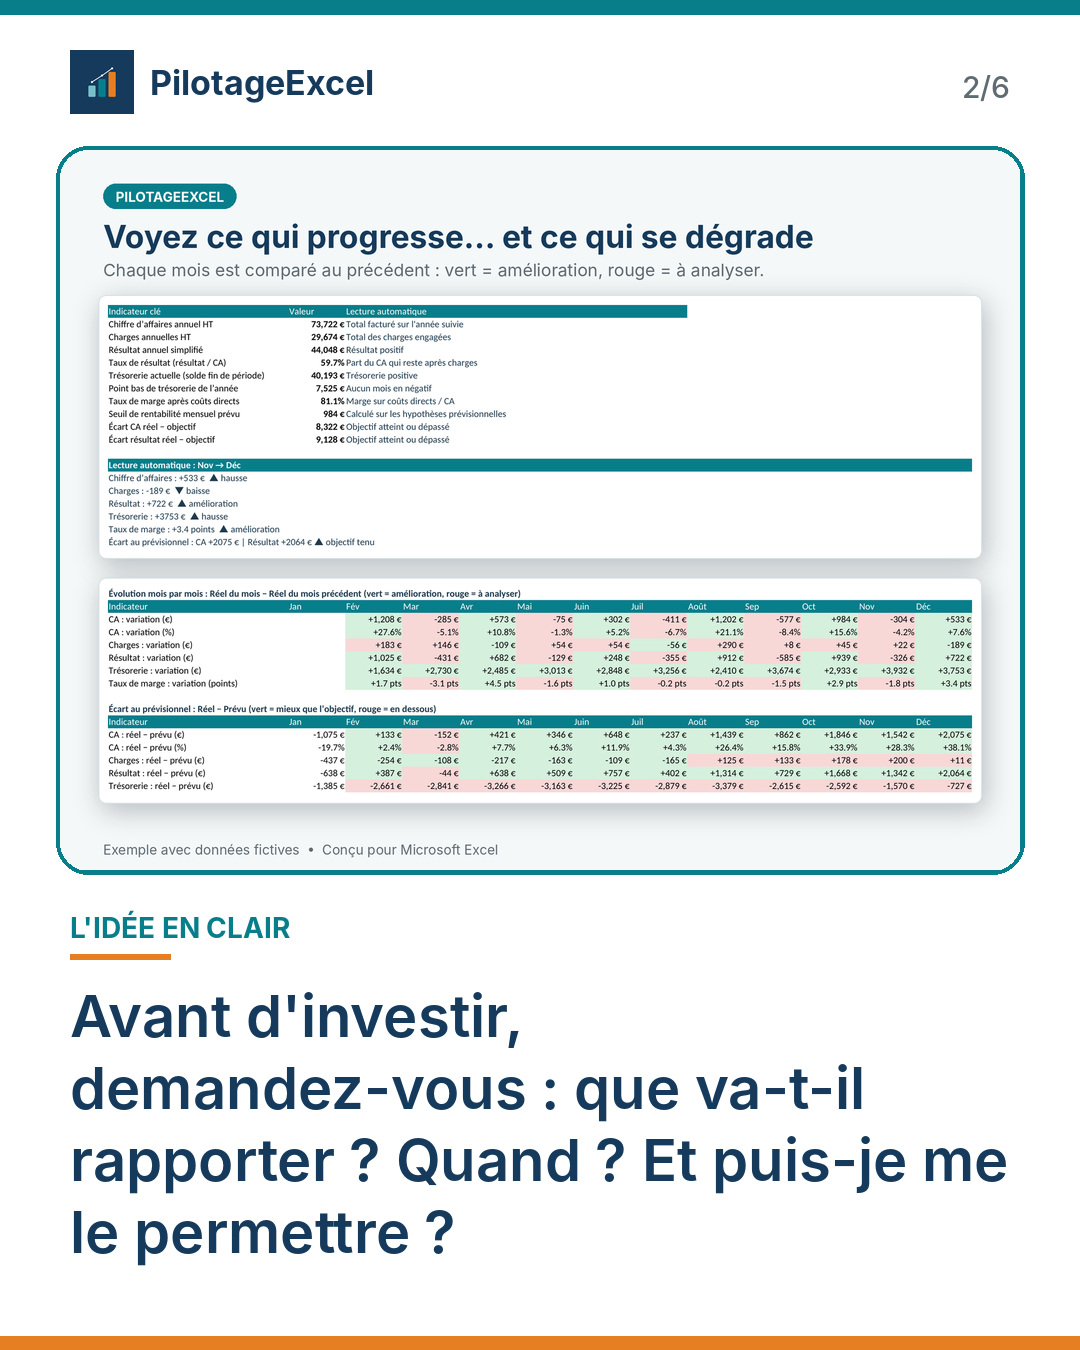 PilotageExcel
2/6
PILOTAGEEXCEL
Voyez ce qui progresse... et ce qui se dégrade
Chaque mois est comparé au précédent : vert = amélioration, rouge = à analyser.
Indicateur clé Valeur Lecture automatique
Chiffre d'affaires annuel HT 73,722 € Total facturé sur l'année suivie
Charges annuelles HT 29,674 € Total des charges engagées
Résultat annuel simplifié 44,048 € Résultat positif
Taux de résultat (résultat / CA) 59.7% Part du CA qui reste après charges
Trésorerie actuelle (solde fin de période) 40,193 € Trésorerie positive
Point bas de trésorerie de l'année 7,525 € Aucun mois en négatif
Taux de marge après coûts directs 81.1% Marge sur coûts directs / CA
Seuil de rentabilité mensuel prévu 984 € Calculé sur les hypothèses prévisionnelles
Écart CA réel − objectif 8,322 € Objectif atteint ou dépassé
Écart résultat réel − objectif 9,128 € Objectif atteint ou dépassé
Lecture automatique : Nov → Déc
Chiffre d'affaires : +533 € ▲ hausse
Charges : -189 € ▼ baisse
Résultat : +722 € ▲ amélioration
Trésorerie : +3753 € ▲ hausse
Taux de marge : +3.4 points ▲ amélioration
Écart au prévisionnel : CA +2075 € | Résultat +2064 € ▲ objectif tenu
Évolution mois par mois : Réel du mois − Réel du mois précédent (vert = amélioration, rouge = à analyser)
Indicateur Jan Fév Mar Avr Mai Juin Juil Août Sep Oct Nov Déc
CA : variation (€) +1,208 € -285 € +573 € -75 € +302 € -411 € +1,202 € -577 € +984 € -304 € +533 €
CA : variation (%) +27.6% -5.1% +10.8% -1.3% +5.2% -6.7% +21.1% -8.4% +15.6% -4.2% +7.6%
Charges : variation (€) +183 € +146 € -109 € +54 € +54 € -56 € +290 € +8 € +45 € +22 € -189 €
Résultat : variation (€) +1,025 € -431 € +682 € -129 € +248 € -355 € +912 € -585 € +939 € -326 € +722 €
Trésorerie : variation (€) +1,634 € +2,730 € +2,485 € +3,013 € +2,848 € +3,256 € +2,410 € +3,674 € +2,933 € +3,932 € +3,753 €
Taux de marge : variation (points) +1.7 pts -3.1 pts +4.5 pts -1.6 pts +1.0 pts -0.2 pts -0.2 pts -1.5 pts +2.9 pts -1.8 pts +3.4 pts
Écart au prévisionnel : Réel − Prévu (vert = mieux que l'objectif, rouge = en dessous)
Indicateur Jan Fév Mar Avr Mai Juin Juil Août Sep Oct Nov Déc
CA : réel − prévu (€) -1,075 € +133 € -152 € +421 € +346 € +648 € +237 € +1,439 € +862 € +1,846 € +1,542 € +2,075 €
CA : réel − prévu (%) -19.7% +2.4% -2.8% +7.7% +6.3% +11.9% +4.3% +26.4% +15.8% +33.9% +28.3% +38.1%
Charges : réel − prévu (€) -437 € -254 € -108 € -217 € -163 € -109 € -165 € +125 € +133 € +178 € +200 € +11 €
Résultat : réel − prévu (€) -638 € +387 € -44 € +638 € +509 € +757 € +402 € +1,314 € +729 € +1,668 € +1,342 € +2,064 €
Trésorerie : réel − prévu (€) -1,385 € -2,661 € -2,841 € -3,266 € -3,163 € -3,225 € -2,879 € -3,379 € -2,615 € -2,592 € -1,570 € -727 €
Exemple avec données fictives • Conçu pour Microsoft Excel
L'IDÉE EN CLAIR
Avant d'investir,
demandez-vous : que va-t-il
rapporter ? Quand ? Et puis-je me
le permettre ?